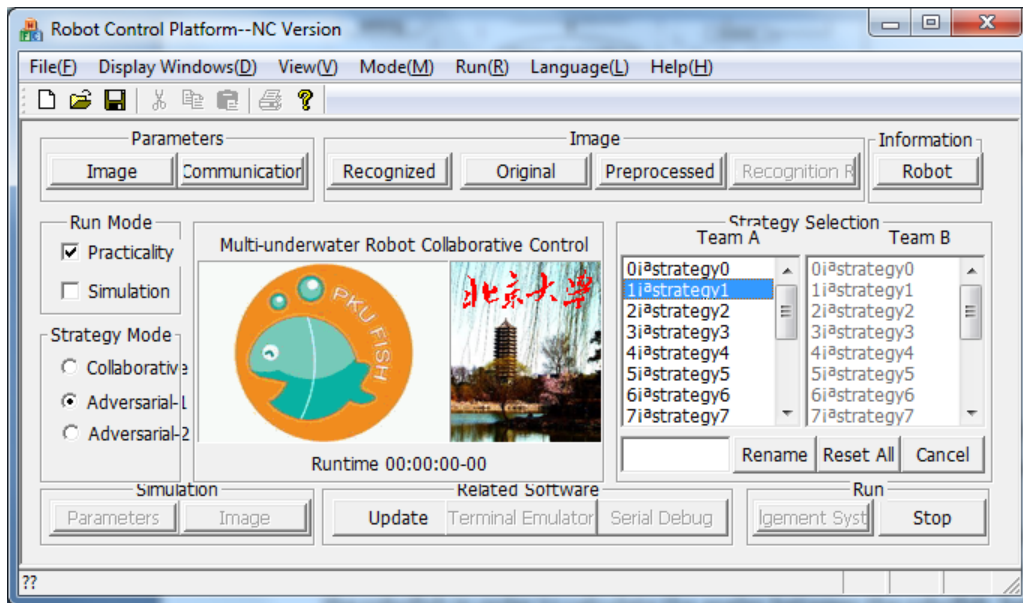 Robot Control Platform--NC Version
File(F) Display Windows(D) View(V) Mode(M) Run(R) Language(L) Help(H)
Parameters
Image Communication
Image
Recognized Original Preprocessed Recognition R
Information
Robot
Run Mode
Practicality
Simulation
Strategy Mode
Collaborative
Adversarial-1
Adversarial-2
Multi-underwater Robot Collaborative Control
PKU FISH
北京大学
Runtime 00:00:00-00
Strategy Selection
Team A Team B
0iªstrategy0 0iªstrategy0
1iªstrategy1 1iªstrategy1
2iªstrategy2 2iªstrategy2
3iªstrategy3 3iªstrategy3
4iªstrategy4 4iªstrategy4
5iªstrategy5 5iªstrategy5
6iªstrategy6 6iªstrategy6
7iªstrategy7 7iªstrategy7
Rename Reset All Cancel
Simulation
Parameters Image
Related Software
Update Terminal Emulator Serial Debug
Run
lgement Syst Stop
??